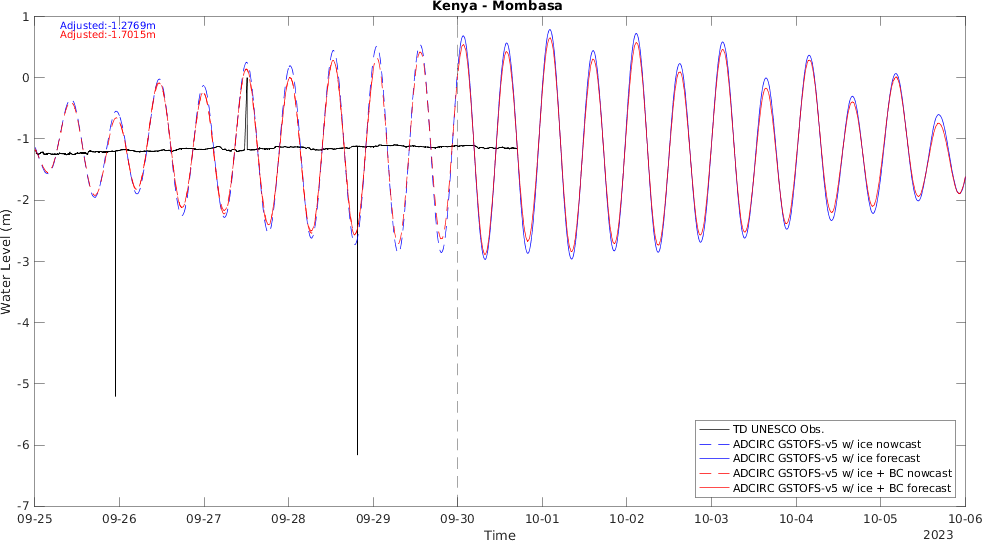 Kenya - Mombasa
Adjusted:-1.2769m
Adjusted:-1.7015m
1
0
-1
-2
-3
-4
-5
-6
-7
Water Level (m)
TD UNESCO Obs.
ADCIRC GSTOFS-v5 w/ ice nowcast
ADCIRC GSTOFS-v5 w/ ice forecast
ADCIRC GSTOFS-v5 w/ ice + BC nowcast
ADCIRC GSTOFS-v5 w/ ice + BC forecast
09-25 09-26 09-27 09-28 09-29 09-30 10-01 10-02 10-03 10-04 10-05 10-06
Time
2023